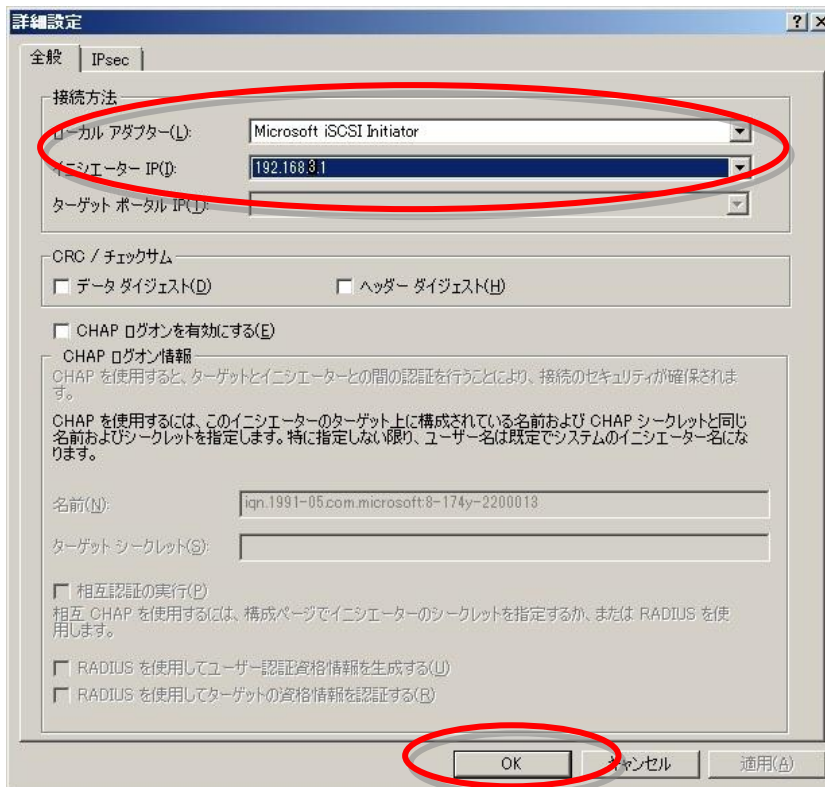 詳細設定
全般 IPsec
接続方法
ローカル アダプター(L): Microsoft iSCSI Initiator
イニシエーター IP(I): 192.168.3.1
ターゲット ポータル IP(T):
CRC / チェックサム
データ ダイジェスト(D) ヘッダー ダイジェスト(H)
CHAP ログオンを有効にする(E)
CHAP ログオン情報
CHAP を使用すると、ターゲットとイニシエーターとの間の認証を行うことにより、接続のセキュリティが確保されま
す。
CHAP を使用するには、このイニシエーターのターゲット上に構成されている名前および CHAP シークレットと同じ
名前およびシークレットを指定します。特に指定しない限り、ユーザー名は既定でシステムのイニシエーター名にな
ります。
名前(N): iqn.1991-05.com.microsoft:8-174y-2200013
ターゲット シークレット(S):
相互認証の実行(P)
相互 CHAP を使用するには、構成ページでイニシエーターのシークレットを指定するか、または RADIUS を使
用します。
RADIUS を使用してユーザー認証資格情報を生成する(U)
RADIUS を使用してターゲットの資格情報を認証する(R)
OK キャンセル 適用(A)